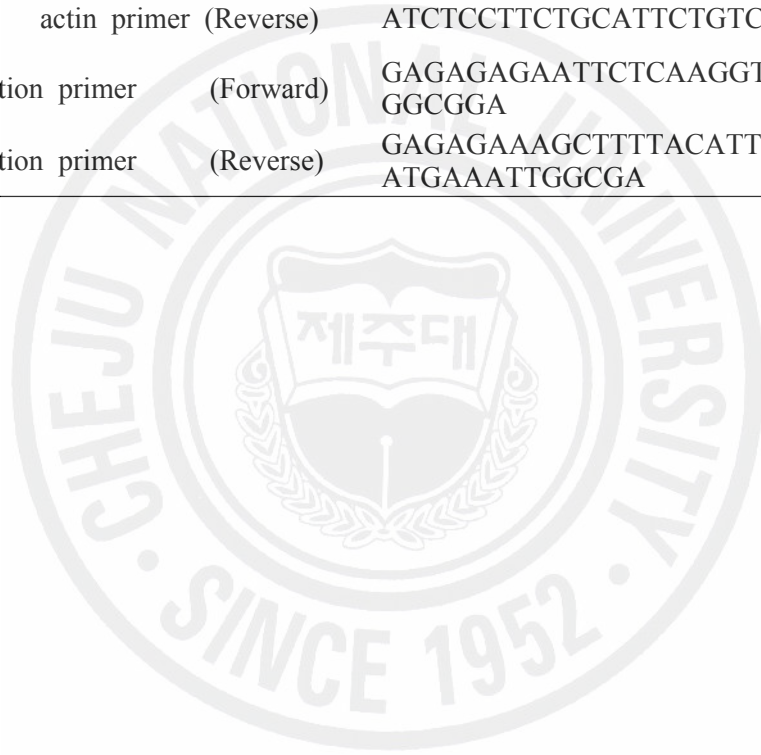 actin primer (Reverse) ATCTCCTTCTGCATTCTGTC
tion primer (Forward) GAGAGAGAATTCTCAAGGT
GGCGGA
tion primer (Reverse) GAGAGAAAGCTTTTACATT
ATGAAATTGGCGA
CHEJU NATIONAL UNIVERSITY
제주대
SINCE 1952